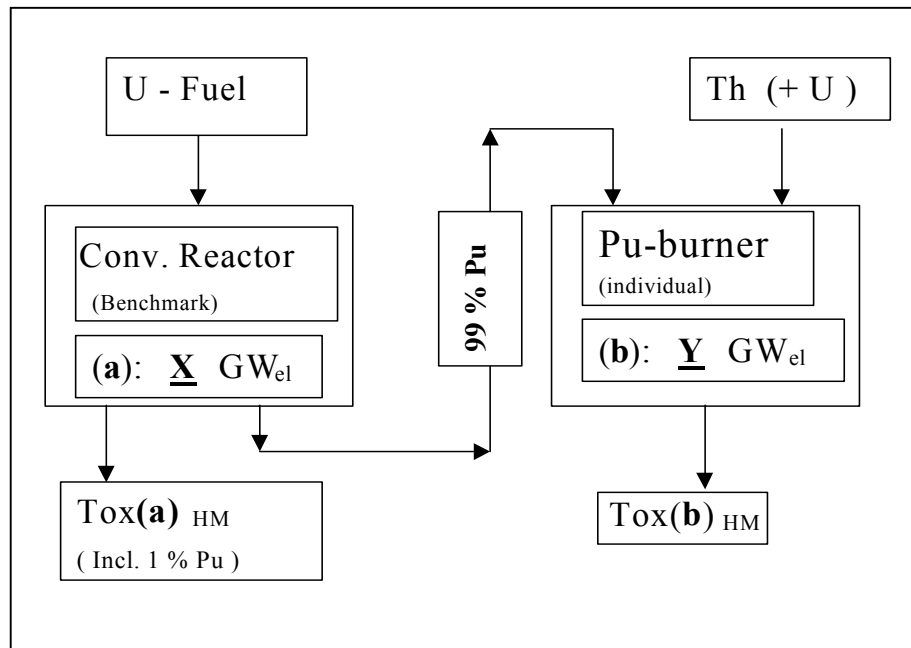 U - Fuel
Th (+ U )
Conv. Reactor
(Benchmark)
(a): X GWel
99 % Pu
Pu-burner
(individual)
(b): Y GWel
Tox(a) HM
( Incl. 1 % Pu )
Tox(b) HM